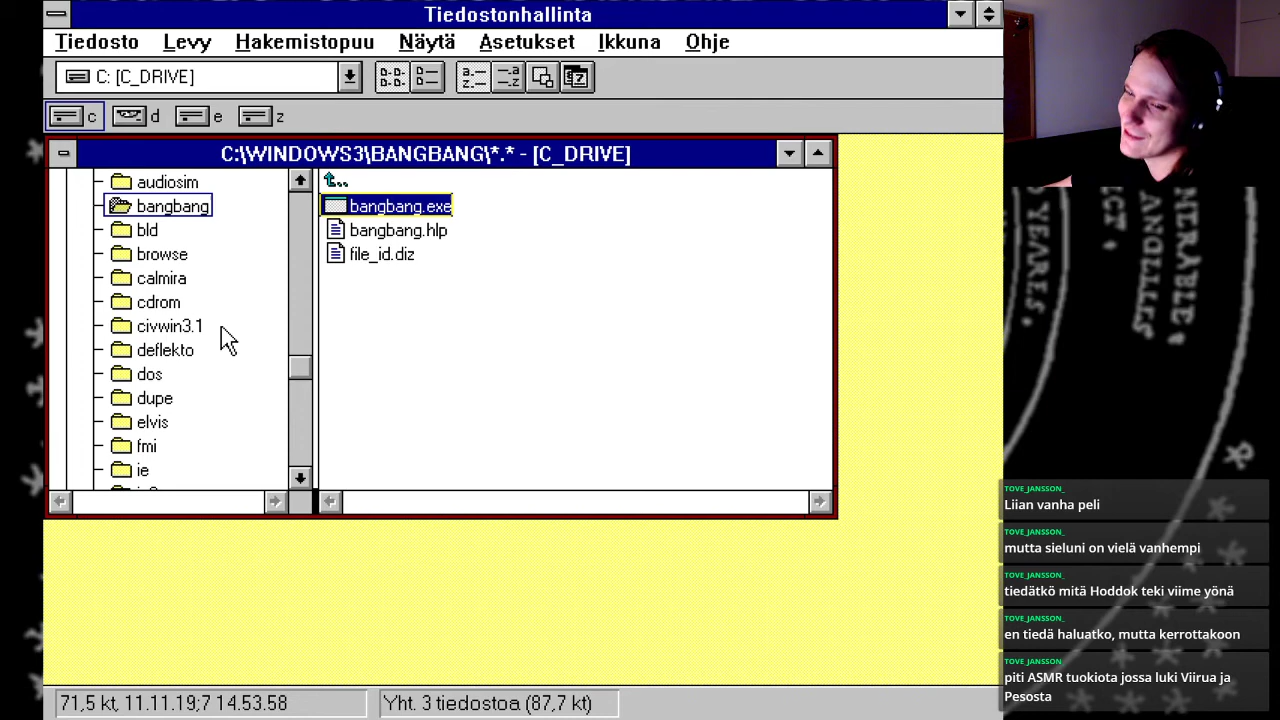 Tiedostonhallinta
Tiedosto Levy Hakemistopuu Näytä Asetukset Ikkuna Ohje
C: [C_DRIVE]
c d e z
C:\WINDOWS3\BANGBANG\*.* - [C_DRIVE]
audiosim
bangbang
bld
browse
calmira
cdrom
civwin3.1
deflekto
dos
dupe
elvis
fmi
ie
..
bangbang.exe
bangbang.hlp
file_id.diz
71,5 kt, 11.11.19;7 14.53.58
Yht. 3 tiedostoa (87,7 kt)
YEARES,
ANGLLES
TOVE_JANSSON_
Liian vanha peli
TOVE_JANSSON_
mutta sieluni on vielä vanhempi
TOVE_JANSSON_
tiedätkö mitä Hoddok teki viime yönä
TOVE_JANSSON_
en tiedä haluatko, mutta kerrottakoon
TOVE_JANSSON_
piti ASMR tuokiota jossa luki Viirua ja
Pesosta